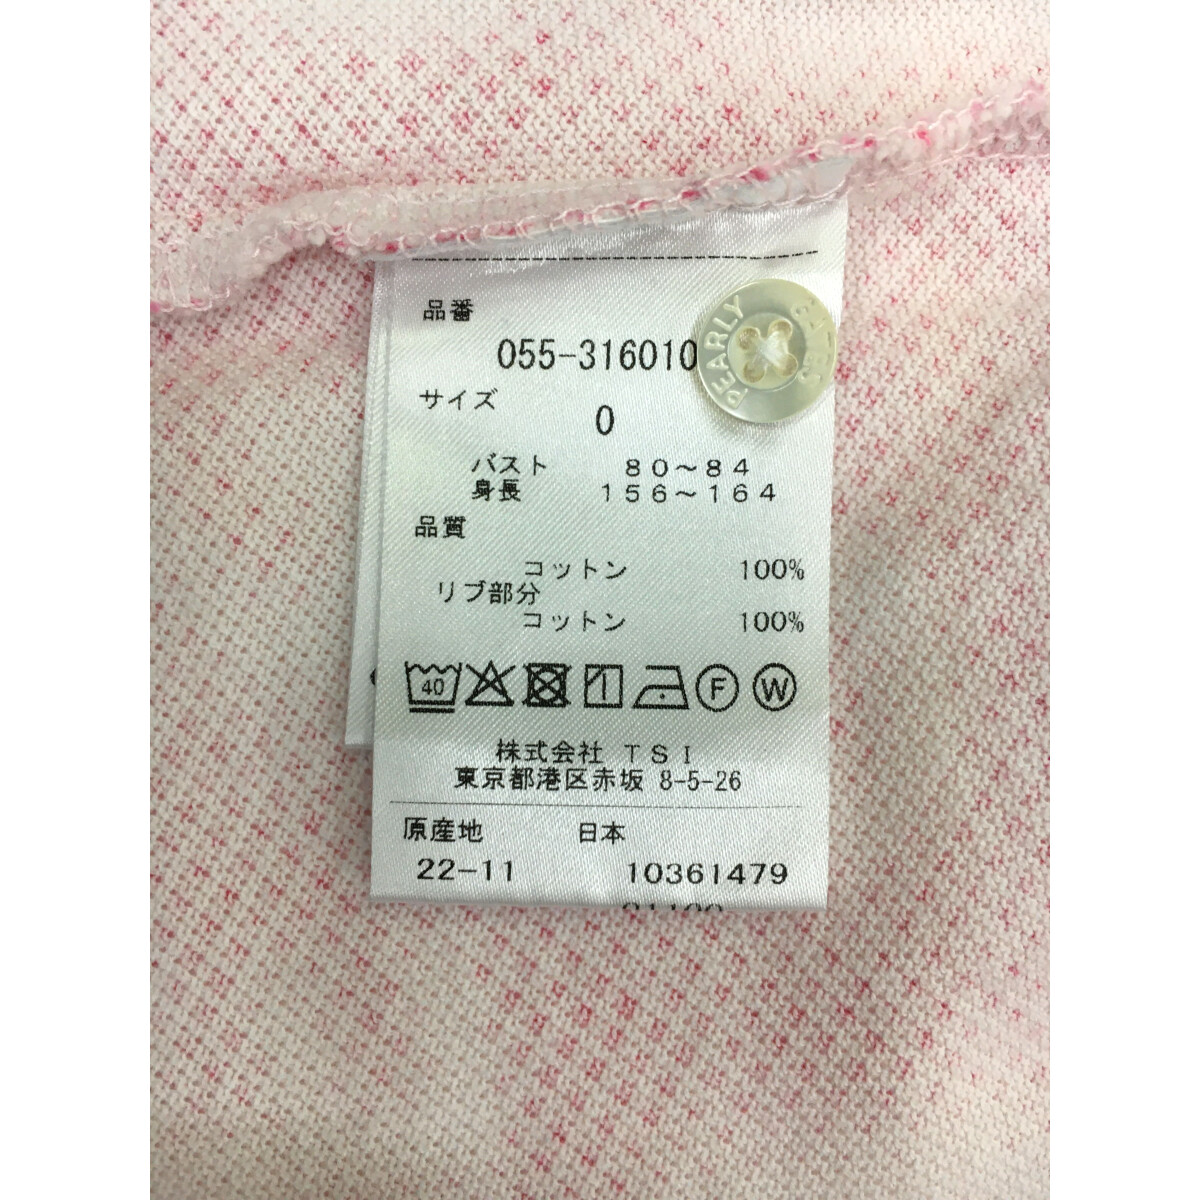 品番
055-316010
PEARLY GATES
サイズ
0
バスト 80～84
身長 156～164
品質
コットン 100%
リブ部分
コットン 100%
40 F W
株式会社 TSI
東京都港区赤坂 8-5-26
原産地 日本
22-11 10361479